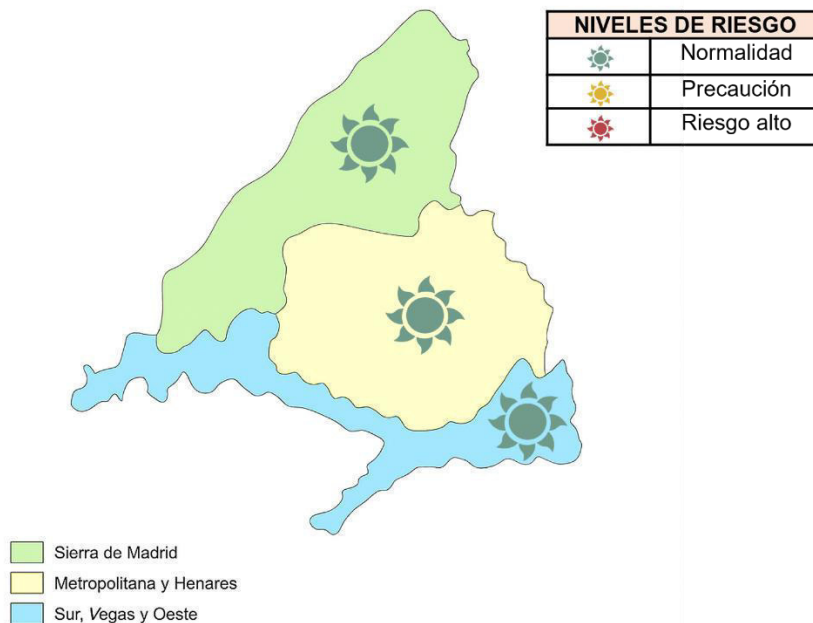 NIVELES DE RIESGO
Normalidad
Precaución
Riesgo alto
Sierra de Madrid
Metropolitana y Henares
Sur, Vegas y Oeste